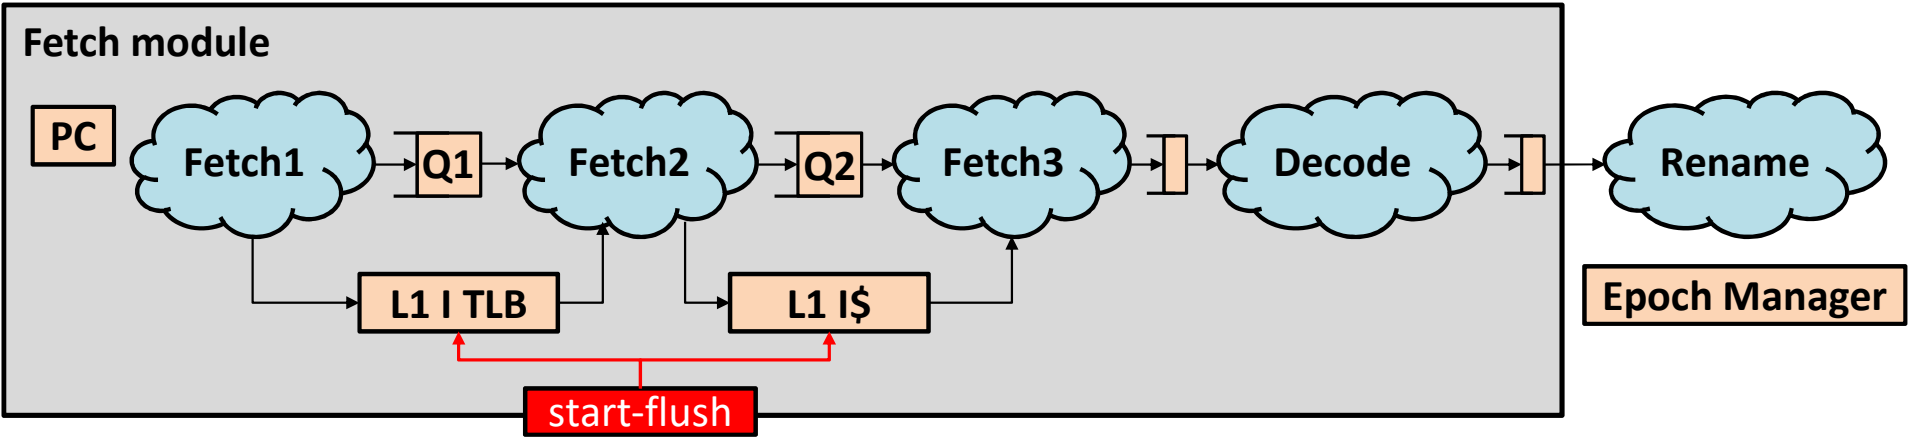 Fetch module
PC
Fetch1
Q1
Fetch2
Q2
Fetch3
Decode
Rename
L1 I TLB
L1 I$
Epoch Manager
start-flush